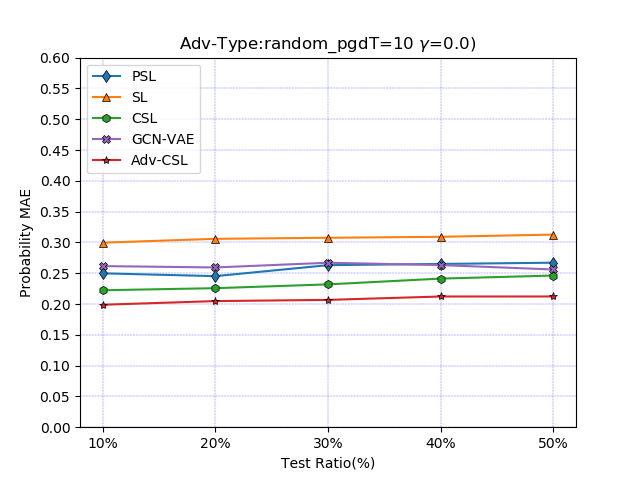 Adv-Type:random_pgdT=10 γ=0.0)
Probability MAE
0.60
0.55
0.50
0.45
0.40
0.35
0.30
0.25
0.20
0.15
0.10
0.05
0.00
PSL
SL
CSL
GCN-VAE
Adv-CSL
10% 20% 30% 40% 50%
Test Ratio(%)